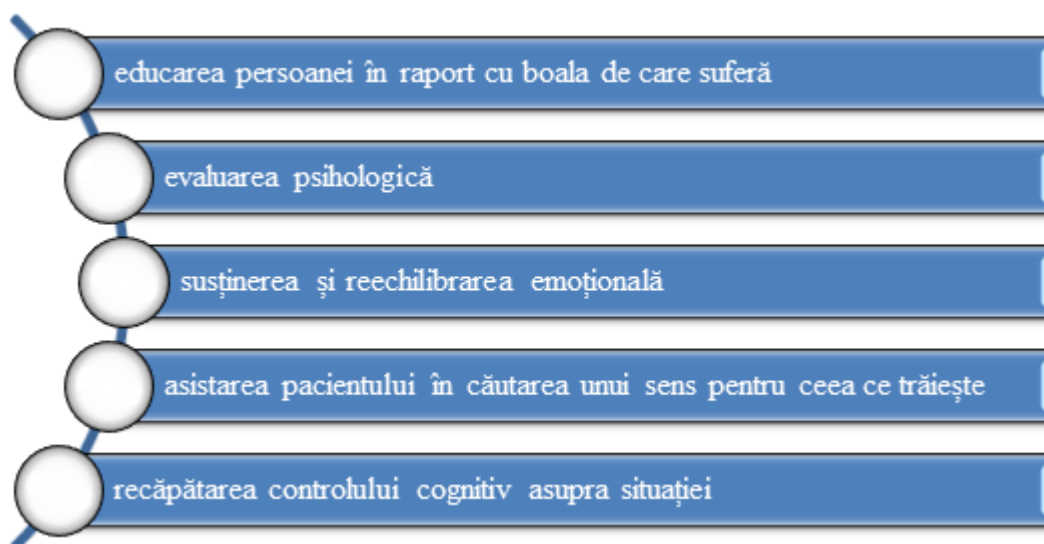 educarea persoanei în raport cu boala de care suferă
evaluarea psihologică
susținerea și reechilibrarea emoțională
asistarea pacientului în căutarea unui sens pentru ceea ce trăiește
recăpătarea controlului cognitiv asupra situației